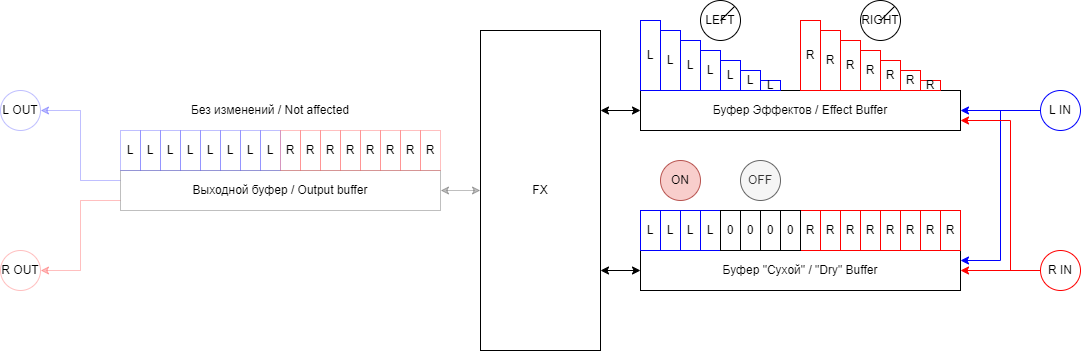 LEFT
RIGHT
L L L L L L L R R R R R R R
Буфер Эффектов / Effect Buffer
L IN
L OUT
Без изменений / Not affected
L L L L L L L L R R R R R R R R
Выходной буфер / Output buffer
FX
ON
OFF
L L L L 0 0 0 0 R R R R R R R R
Буфер "Сухой" / "Dry" Buffer
R OUT
R IN